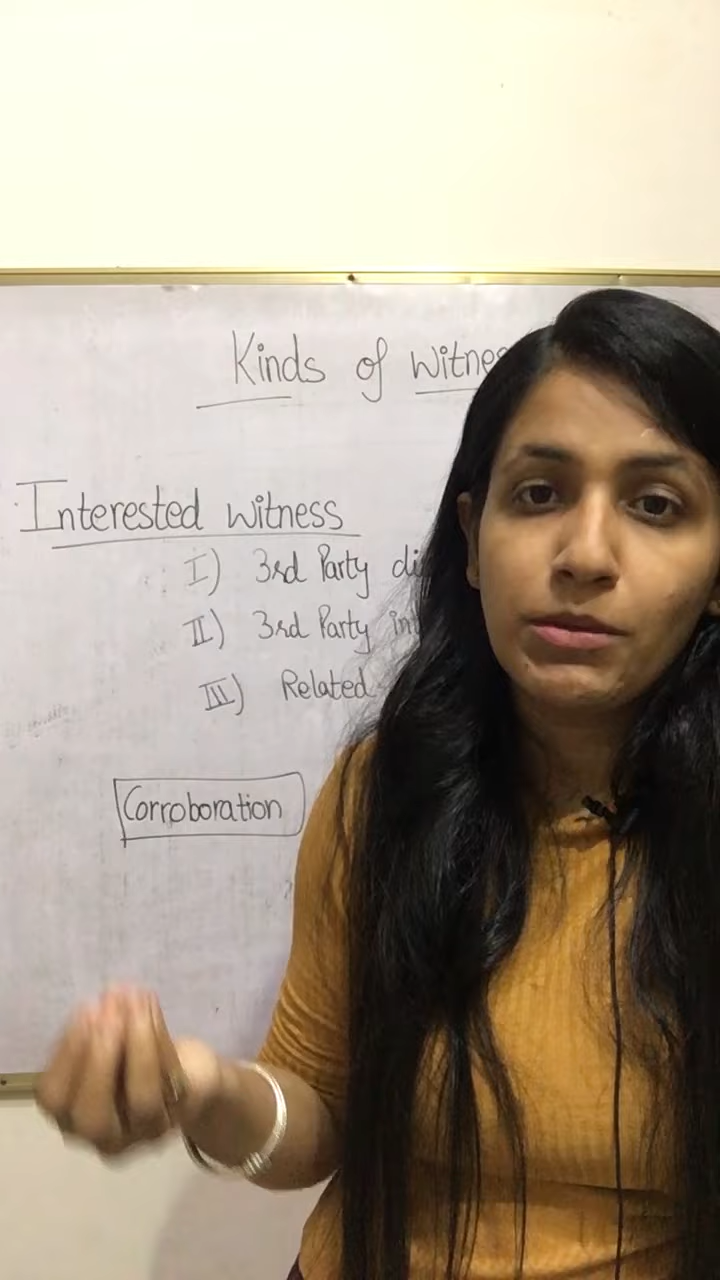 Kinds of
Interested witness
I) 3rd Party
II) 3rd Party
III) Related
Corroboration